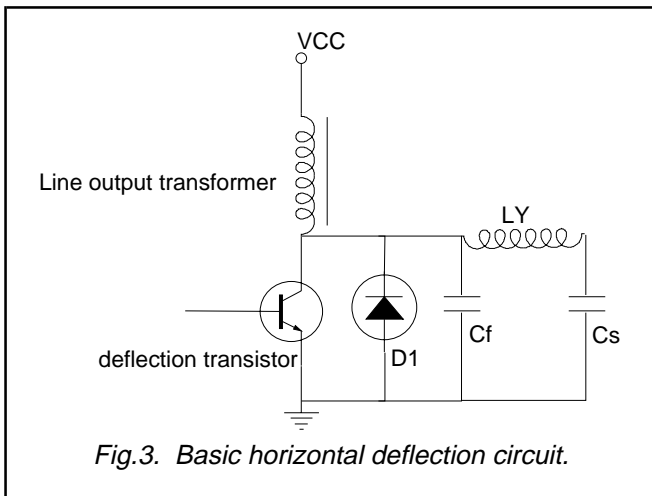 VCC
Line output transformer
LY
Cf
Cs
D1
deflection transistor
Fig.3. Basic horizontal deflection circuit.